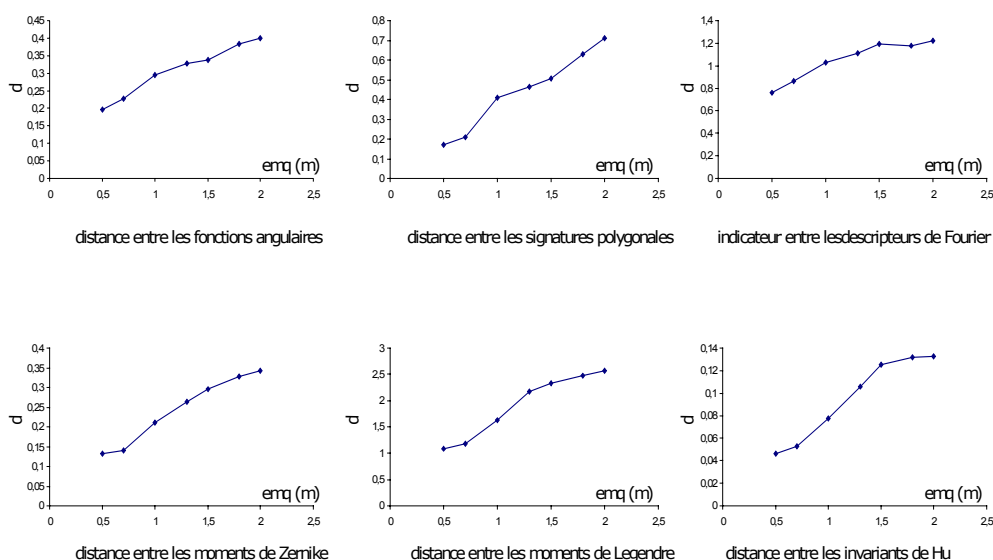 0,45
0,4
0,35
0,3
0,25
0,2
0,15
0,1
0,05
0
d
emq (m)
0 0,5 1 1,5 2 2,5
distance entre les fonctions angulaires
0,8
0,7
0,6
0,5
0,4
0,3
0,2
0,1
0
d
emq (m)
0 0,5 1 1,5 2 2,5
distance entre les signatures polygonales
1,4
1,2
1
0,8
0,6
0,4
0,2
0
d
emq (m)
0 0,5 1 1,5 2 2,5
indicateur entre lesdescripteurs de Fourier
0,4
0,35
0,3
0,25
0,2
0,15
0,1
0,05
0
d
emq (m)
0 0,5 1 1,5 2 2,5
distance entre les moments de Zernike
3
2,5
2
1,5
1
0,5
0
d
emq (m)
0 0,5 1 1,5 2 2,5
distance entre les moments de Legendre
0,14
0,12
0,1
0,08
0,06
0,04
0,02
0
d
emq (m)
0 0,5 1 1,5 2 2,5
distance entre les invariants de Hu